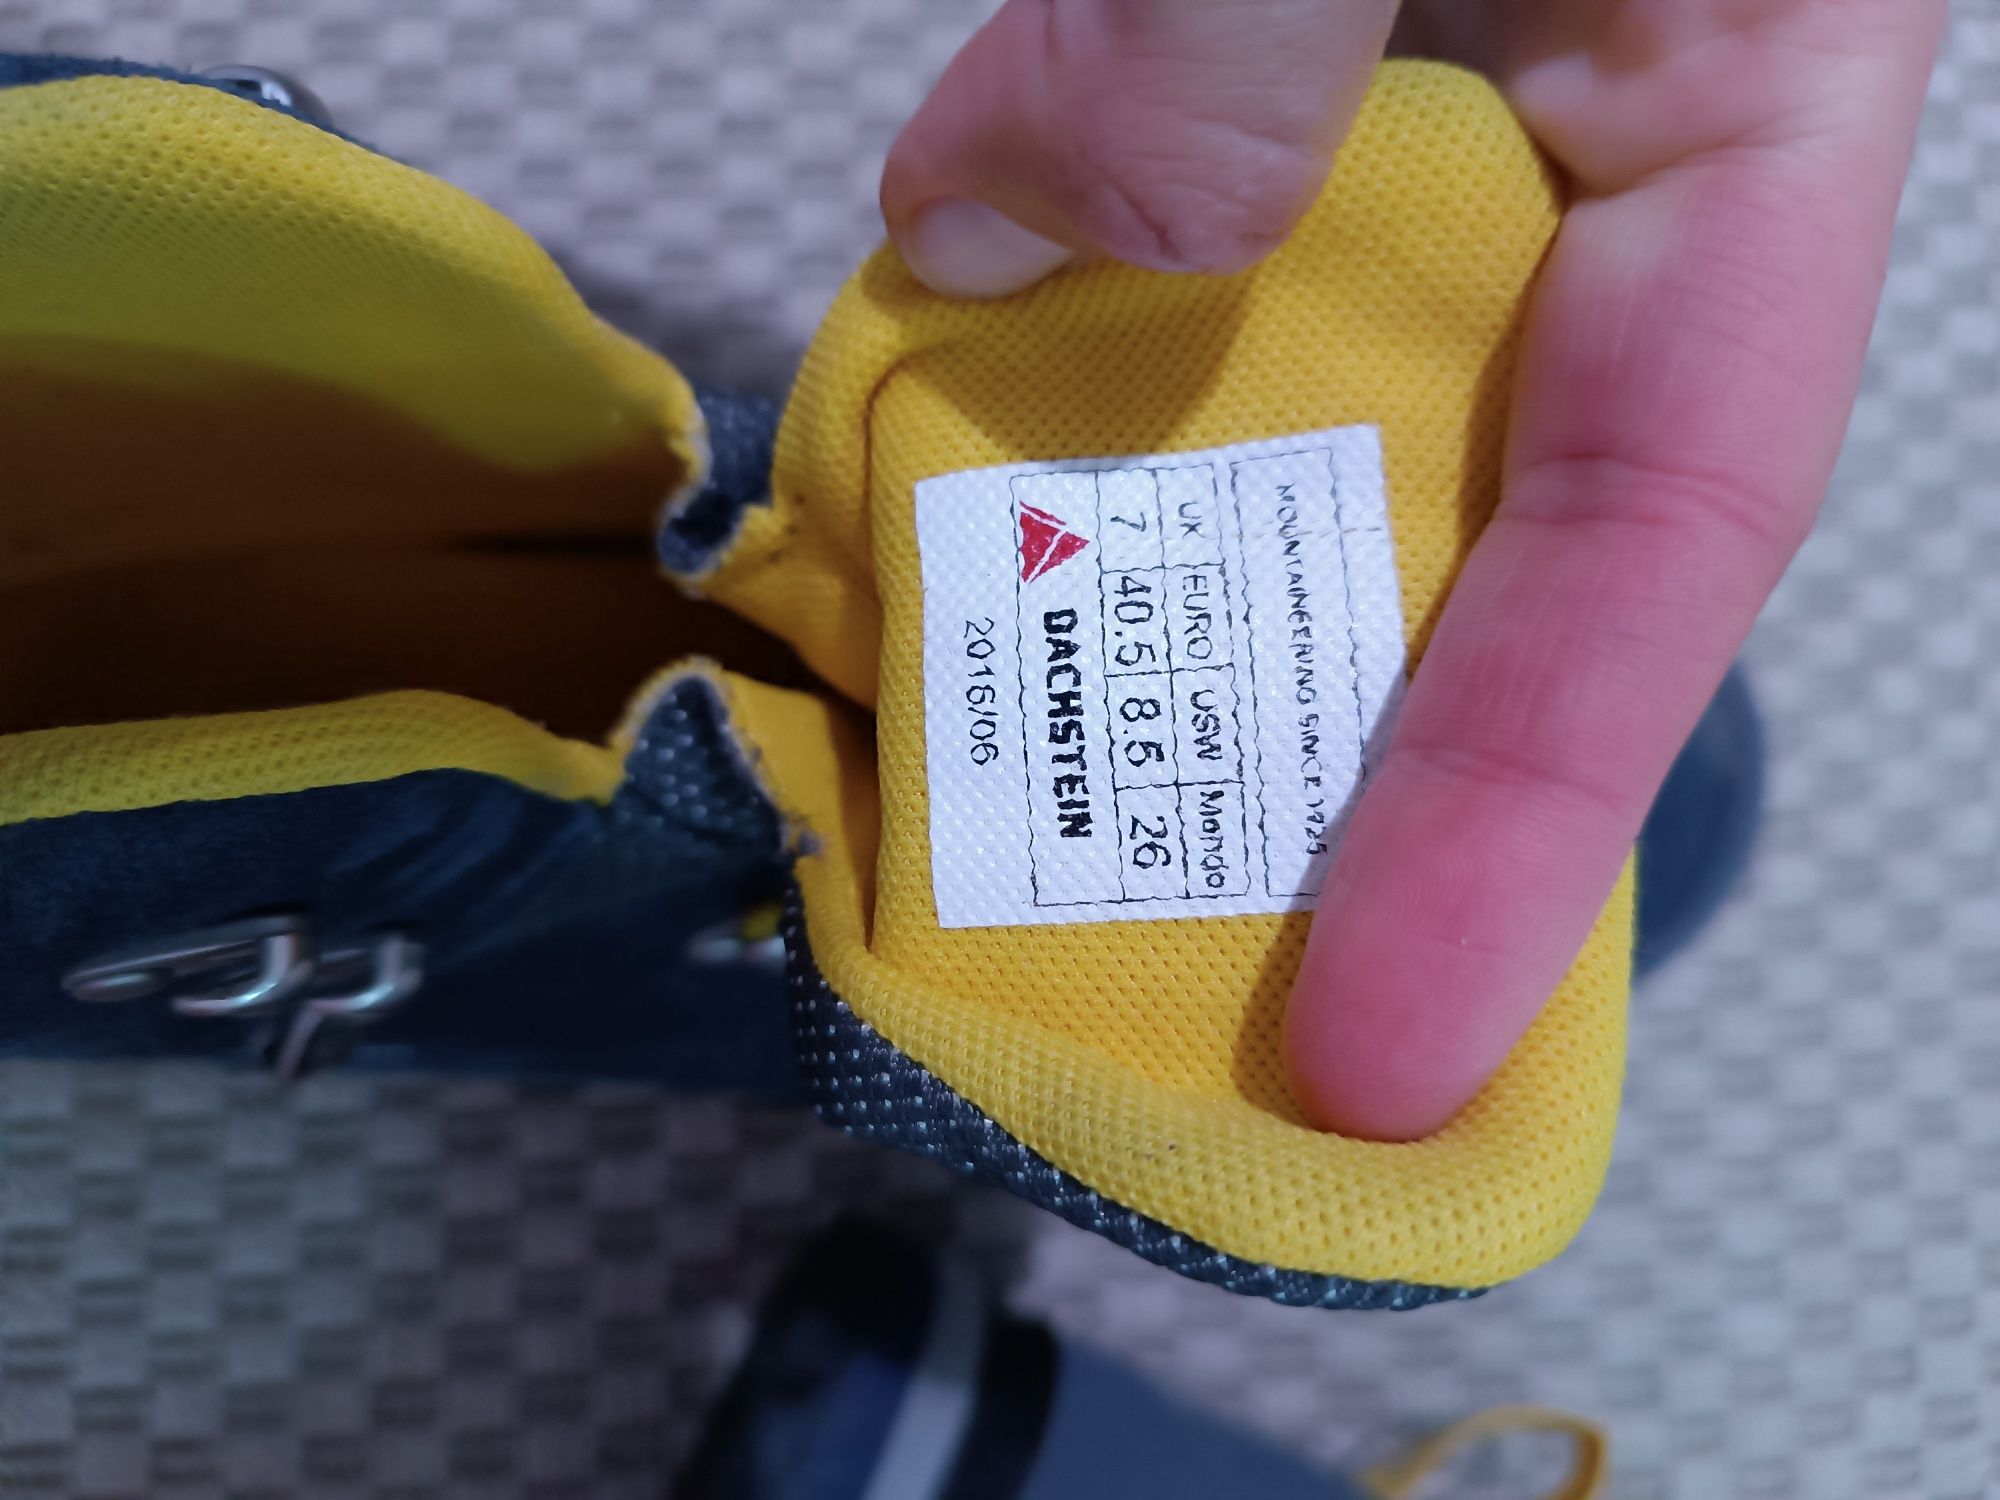 MOUNTAINEERING SINCE 1925
UK EURO USW Mondo
7 40.5 8.5 26
DACHSTEIN
2016/06